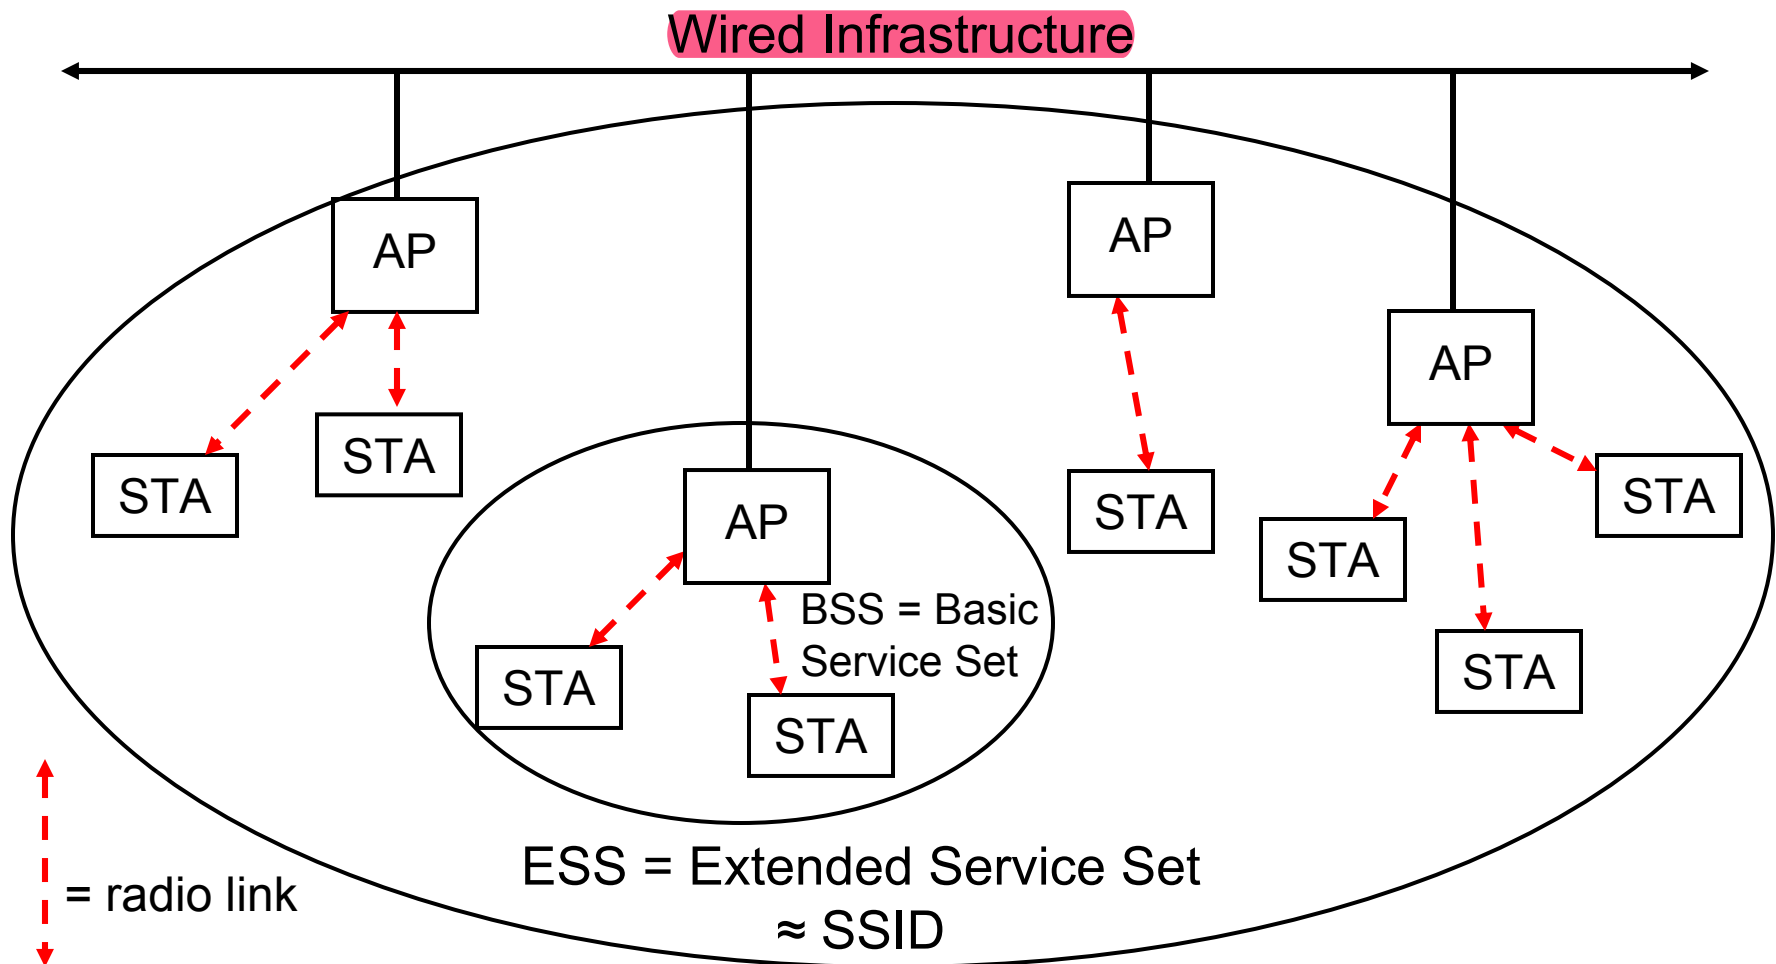 Wired Infrastructure
AP
AP
AP
STA
STA
STA
STA
STA
STA
AP
BSS = Basic
Service Set
STA
STA
ESS = Extended Service Set
≈ SSID
= radio link